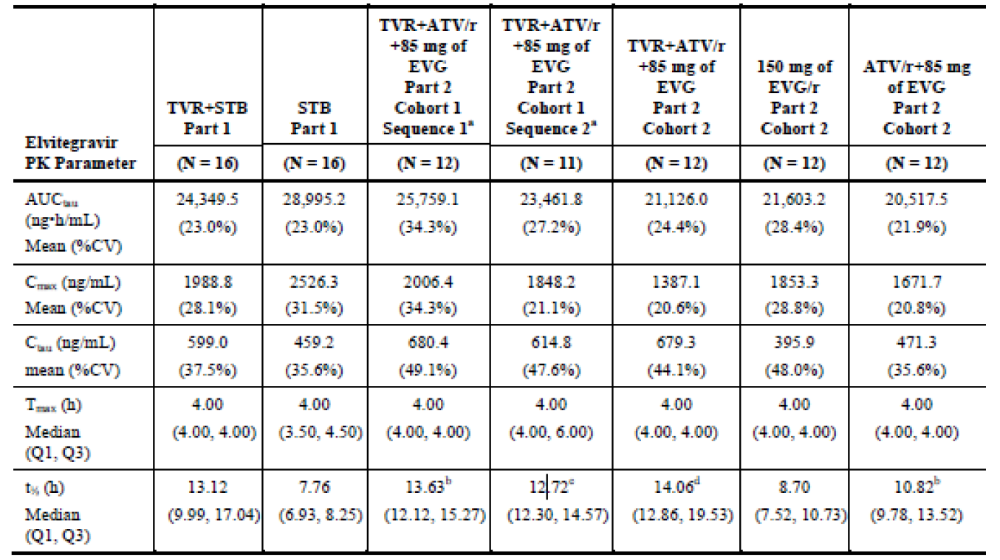 Elvitegravir
PK Parameter
TVR+STB
Part 1
(N = 16)
STB
Part 1
(N = 16)
TVR+ATV/r
+85 mg of
EVG
Part 2
Cohort 1
Sequence 1ᵃ
(N = 12)
TVR+ATV/r
+85 mg of
EVG
Part 2
Cohort 1
Sequence 2ᵃ
(N = 11)
TVR+ATV/r
+85 mg of
EVG
Part 2
Cohort 2
(N = 12)
150 mg of
EVG/r
Part 2
Cohort 2
(N = 12)
ATV/r+85 mg
of EVG
Part 2
Cohort 2
(N = 12)
AUCtau 24,349.5 28,995.2 25,759.1 23,461.8 21,126.0 21,603.2 20,517.5
(ng•h/mL) (23.0%) (23.0%) (34.3%) (27.2%) (24.4%) (28.4%) (21.9%)
Mean (%CV)
Cmax (ng/mL) 1988.8 2526.3 2006.4 1848.2 1387.1 1853.3 1671.7
Mean (%CV) (28.1%) (31.5%) (34.3%) (21.1%) (20.6%) (28.8%) (20.8%)
Ctau (ng/mL) 599.0 459.2 680.4 614.8 679.3 395.9 471.3
mean (%CV) (37.5%) (35.6%) (49.1%) (47.6%) (44.1%) (48.0%) (35.6%)
Tmax (h) 4.00 4.00 4.00 4.00 4.00 4.00 4.00
Median (4.00, 4.00) (3.50, 4.50) (4.00, 4.00) (4.00, 6.00) (4.00, 4.00) (4.00, 4.00) (4.00, 4.00)
(Q1, Q3)
t½ (h) 13.12 7.76 13.63ᵇ 12.72ᶜ 14.06ᵈ 8.70 10.82ᵇ
Median (9.99, 17.04) (6.93, 8.25) (12.12, 15.27) (12.30, 14.57) (12.86, 19.53) (7.52, 10.73) (9.78, 13.52)
(Q1, Q3)